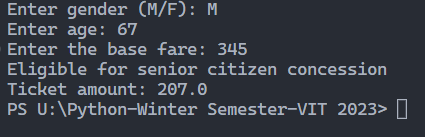 Enter gender (M/F): M
Enter age: 67
Enter the base fare: 345
Eligible for senior citizen concession
Ticket amount: 207.0
PS U:\Python-Winter Semester-VIT 2023>